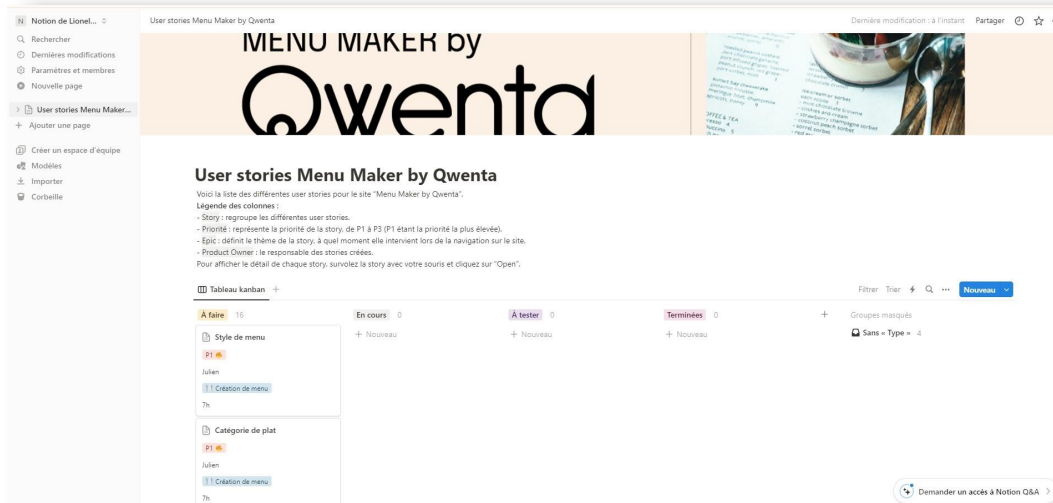 N Notion de Lionel...
Rechercher
Dernières modifications
Paramètres et membres
Nouvelle page
User stories Menu Maker...
Ajouter une page
Créer un espace d'équipe
Modèles
Importer
Corbeille
User stories Menu Maker by Qwenta
Dernière modification : à l'instant Partager
MENU MAKER by
Qwenta
User stories Menu Maker by Qwenta
Voici la liste des différentes user stories pour le site "Menu Maker by Qwenta".
Légende des colonnes :
- Story : regroupe les différentes user stories.
- Priorité : représente la priorité de la story, de P1 à P3 (P1 étant la priorité la plus élevée).
- Epic : définit le thème de la story, à quel moment elle intervient lors de la navigation sur le site.
- Product Owner : le responsable des stories créées.
Pour afficher le détail de chaque story, survolez la story avec votre souris et cliquez sur "Open".
Tableau kanban +
Filtrer Trier ... Nouveau
À faire 16
En cours 0
À tester 0
Terminées 0
+ Groupes masqués
+ Nouveau
+ Nouveau
+ Nouveau
Sans « Type » 4
Style de menu
P1
Julien
Création de menu
7h
Catégorie de plat
P1
Julien
Création de menu
7h
Demander un accès à Notion Q&A